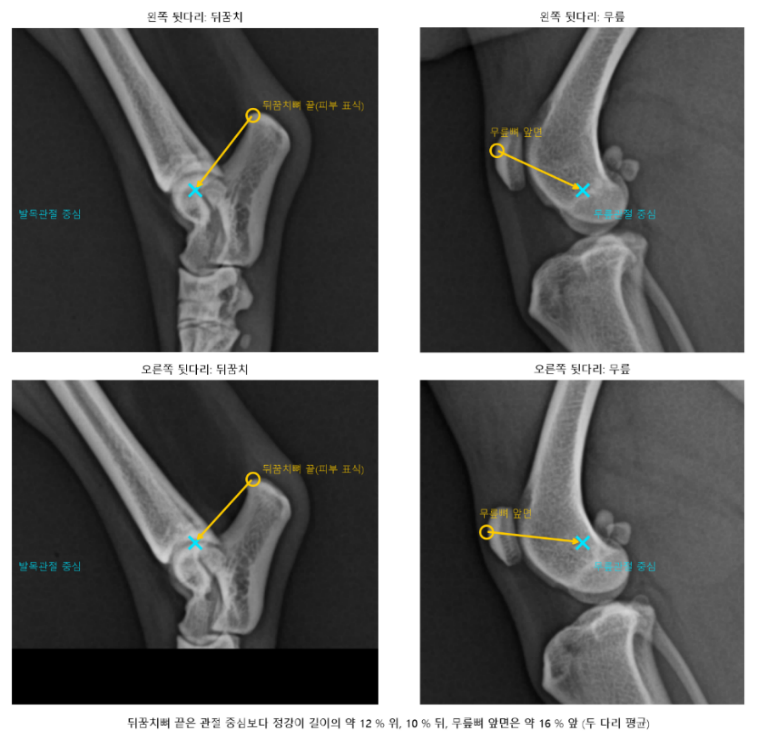 왼쪽 뒷다리: 뒤꿈치
왼쪽 뒷다리: 무릎
뒤꿈치뼈 끝(피부 표식)
무릎뼈 앞면
발목관절 중심
무릎관절 중심
오른쪽 뒷다리: 뒤꿈치
오른쪽 뒷다리: 무릎
뒤꿈치뼈 끝(피부 표식)
무릎뼈 앞면
발목관절 중심
무릎관절 중심
뒤꿈치뼈 끝은 관절 중심보다 정강이 길이의 약 12 % 위, 10 % 뒤, 무릎뼈 앞면은 약 16 % 앞 (두 다리 평균)